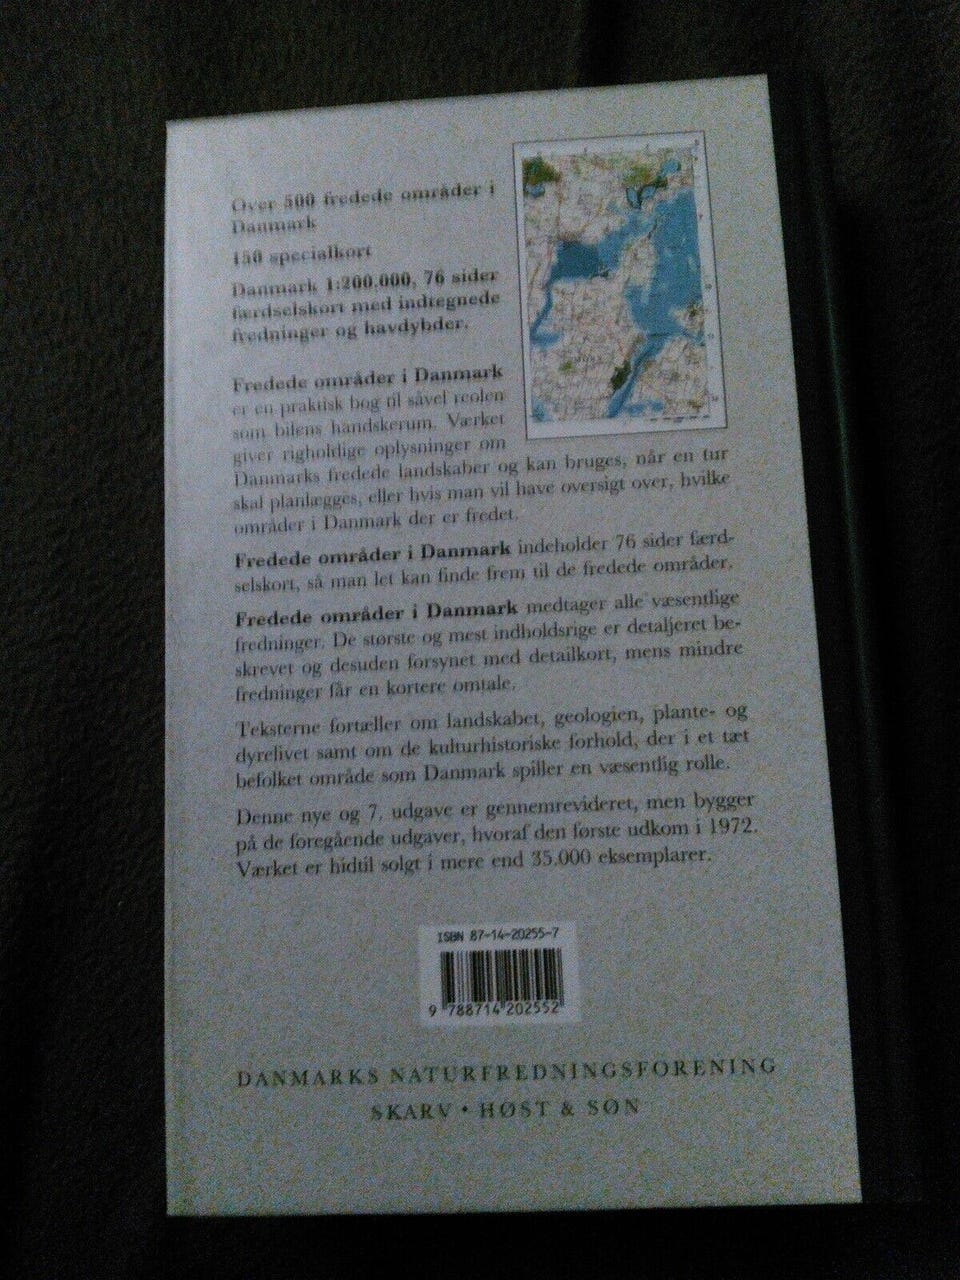 Over 500 fredede områder i
Danmark
150 specialkort
Danmark 1:200.000, 76 sider
færdselskort med indtegnede
fredninger og havdybder.
Fredede områder i Danmark
er en praktisk bog til såvel reolen
som bilens handskerum. Værket
giver righoldige oplysninger om
Danmarks fredede landskaber og kan bruges, når en tur
skal planlægges, eller hvis man vil have oversigt over, hvilke
områder i Danmark der er fredet.
Fredede områder i Danmark indeholder 76 sider færd-
selskort, så man let kan finde frem til de fredede områder.
Fredede områder i Danmark medtager alle væsentlige
fredninger. De største og mest indholdsrige er detaljeret be-
skrevet og desuden forsynet med detailkort, mens mindre
fredninger får en kortere omtale.
Teksterne fortæller om landskabet, geologien, plante- og
dyrelivet samt om de kulturhistoriske forhold, der i et tæt
befolket område som Danmark spiller en væsentlig rolle.
Denne nye og 7. udgave er gennemrevideret, men bygger
på de foregående udgaver, hvoraf den første udkom i 1972.
Værket er hidtil solgt i mere end 35.000 eksemplarer.
ISBN 87-14-20255-7
9 788714 202552
DANMARKS NATURFREDNINGSFORENING
SKARV • HØST & SØN